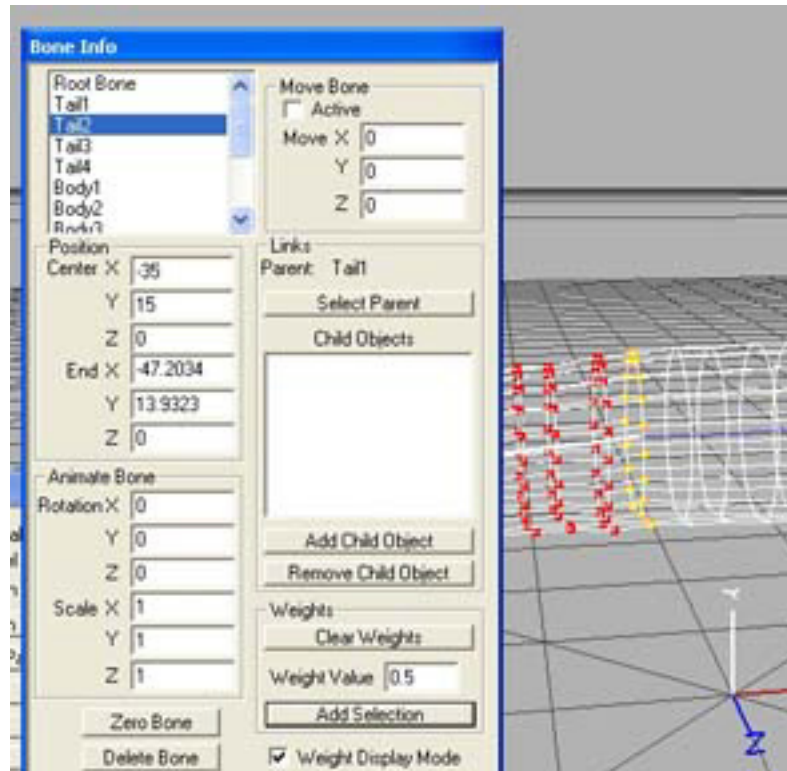 Bone Info
Root Bone
Tail1
Tail2
Tail3
Tail4
Body1
Body2
Body3
Move Bone
Active
Move X 0
Y 0
Z 0
Position
Center X -35
Y 15
Z 0
End X -47.2034
Y 13.9323
Z 0
Links
Parent: Tail1
Select Parent
Child Objects
Add Child Object
Remove Child Object
Animate Bone
Rotation X 0
Y 0
Z 0
Scale X 1
Y 1
Z 1
Zero Bone
Delete Bone
Weights
Clear Weights
Weight Value 0.5
Add Selection
Weight Display Mode
Y
Z